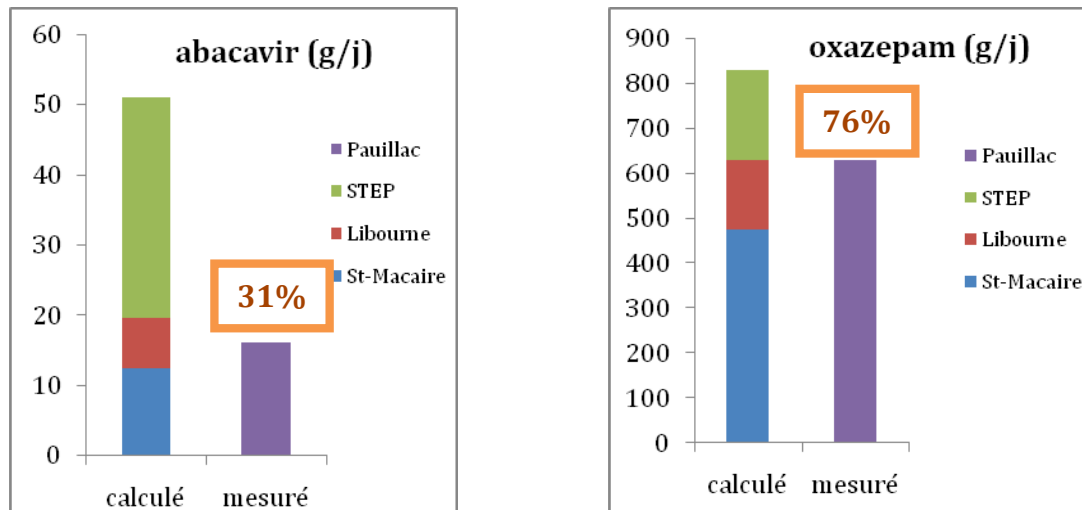 abacavir (g/j)
60
50
40
30
20
10
0
Pauillac
STEP
Libourne
St-Macaire
31%
calculé
mesuré
oxazepam (g/j)
900
800
700
600
500
400
300
200
100
0
76%
Pauillac
STEP
Libourne
St-Macaire
calculé
mesuré